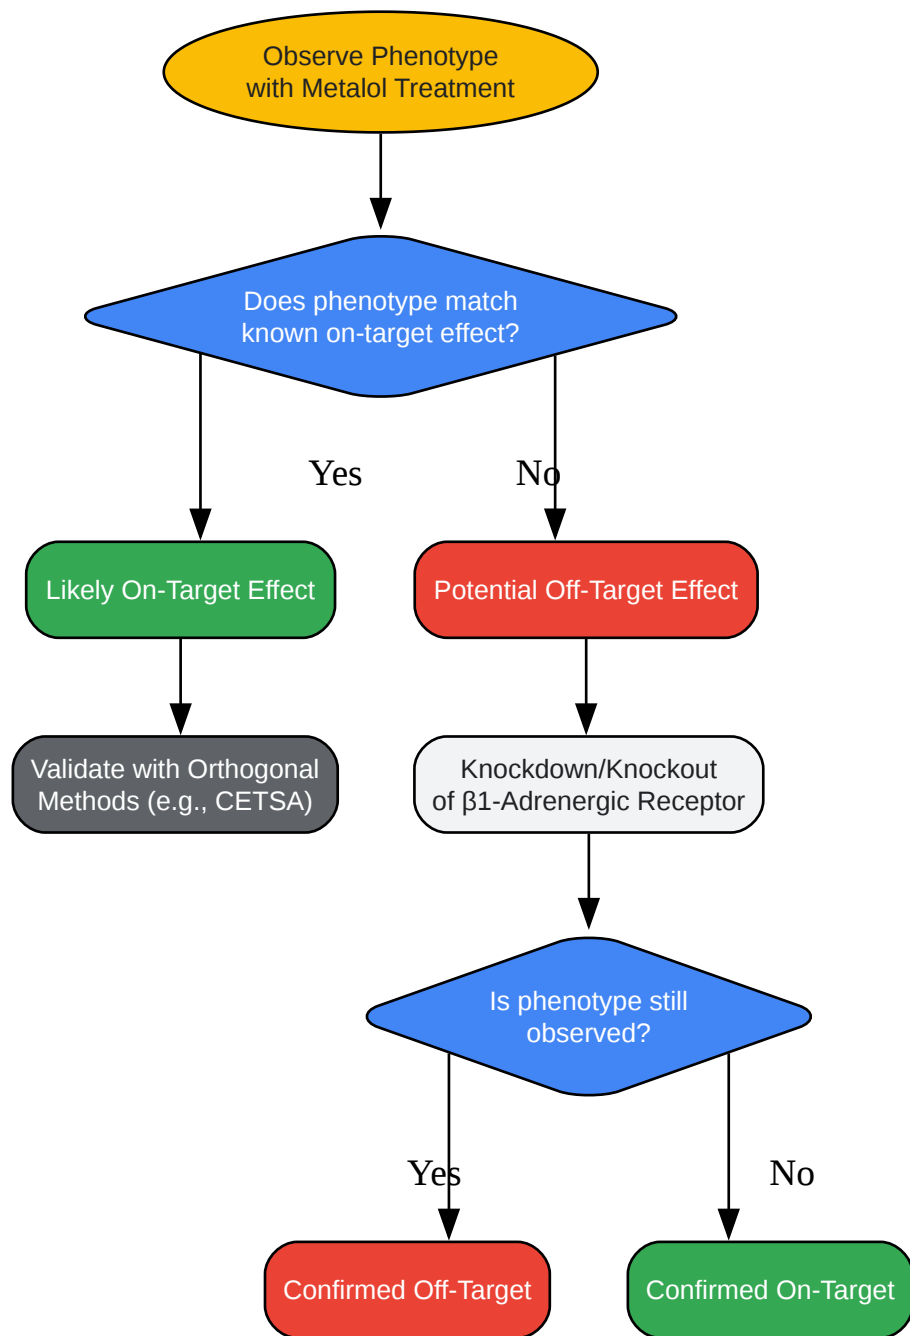 Observe Phenotype
with Metalol Treatment
Does phenotype match
known on-target effect?
Yes
No
Likely On-Target Effect
Potential Off-Target Effect
Validate with Orthogonal
Methods (e.g., CETSA)
Knockdown/Knockout
of β1-Adrenergic Receptor
Is phenotype still
observed?
Yes
No
Confirmed Off-Target
Confirmed On-Target